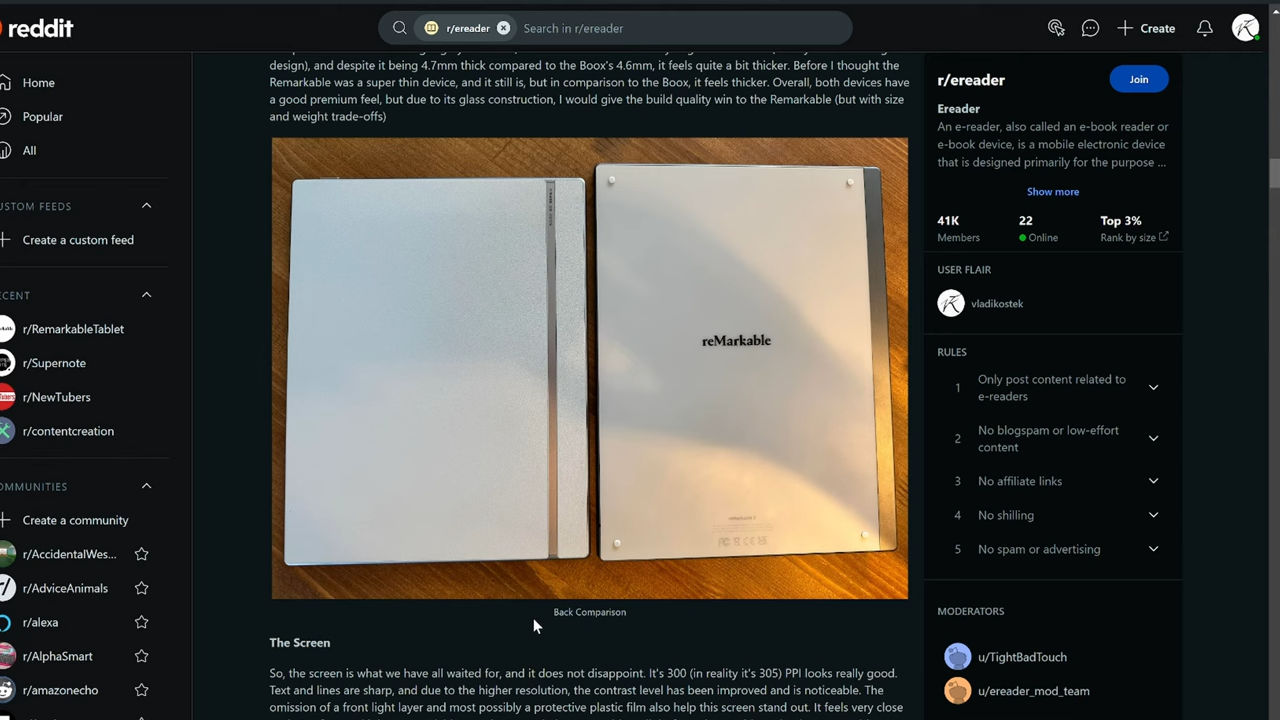 reddit
r/ereader
Search in r/ereader
Create
Home
Popular
All
USTOM FEEDS
Create a custom feed
ECENT
r/RemarkableTablet
r/Supernote
r/NewTubers
r/contentcreation
OMMUNITIES
Create a community
r/AccidentalWes...
r/AdviceAnimals
r/alexa
r/AlphaSmart
r/amazonecho
design), and despite it being 4.7mm thick compared to the Boox's 4.6mm, it feels quite a bit thicker. Before I thought the
Remarkable was a super thin device, and it still is, but in comparison to the Boox, it feels thicker. Overall, both devices have
a good premium feel, but due to its glass construction, I would give the build quality win to the Remarkable (but with size
and weight trade-offs)
reMarkable
Back Comparison
The Screen
So, the screen is what we have all waited for, and it does not disappoint. It's 300 (in reality it's 305) PPI looks really good.
Text and lines are sharp, and due to the higher resolution, the contrast level has been improved and is noticeable. The
omission of a front light layer and most possibly a protective plastic film also help this screen stand out. It feels very close
r/ereader
Join
Ereader
An e-reader, also called an e-book reader or
e-book device, is a mobile electronic device
that is designed primarily for the purpose ...
Show more
41K
Members
22
Online
Top 3%
Rank by size
USER FLAIR
vladikostek
RULES
1 Only post content related to
e-readers
2 No blogspam or low-effort
content
3 No affiliate links
4 No shilling
5 No spam or advertising
MODERATORS
u/TightBadTouch
u/ereader_mod_team